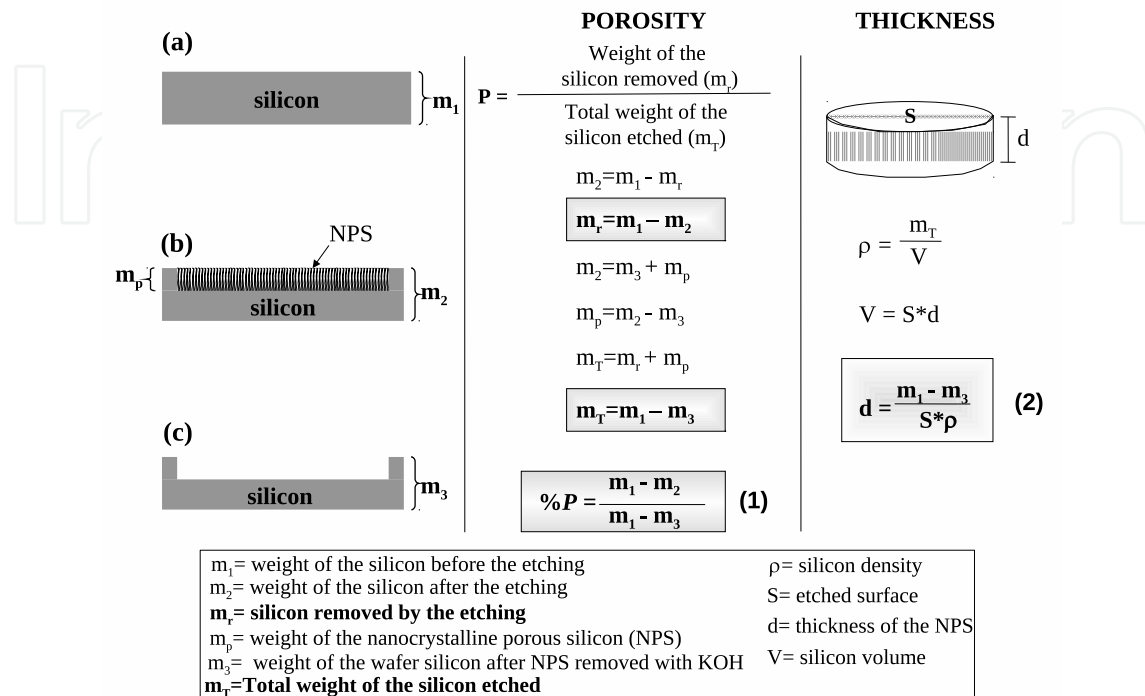 POROSITY
THICKNESS
(a)
silicon
m₁
P =
Weight of the
silicon removed (mᵣ)
Total weight of the
silicon etched (m_T)
m₂=m₁ - mᵣ
mᵣ=m₁ – m₂
m₂=m₃ + mₚ
mₚ=m₂ - m₃
m_T=mᵣ + mₚ
m_T=m₁ – m₃
%P =
m₁ - m₂
m₁ - m₃
(1)
S
d
ρ =
m_T
V
V = S*d
d =
m₁ - m₃
S*ρ
(2)
(b)
NPS
mₚ
silicon
m₂
(c)
silicon
m₃
m₁= weight of the silicon before the etching
m₂= weight of the silicon after the etching
mᵣ= silicon removed by the etching
mₚ= weight of the nanocrystalline porous silicon (NPS)
m₃= weight of the wafer silicon after NPS removed with KOH
m_T=Total weight of the silicon etched
ρ= silicon density
S= etched surface
d= thickness of the NPS
V= silicon volume